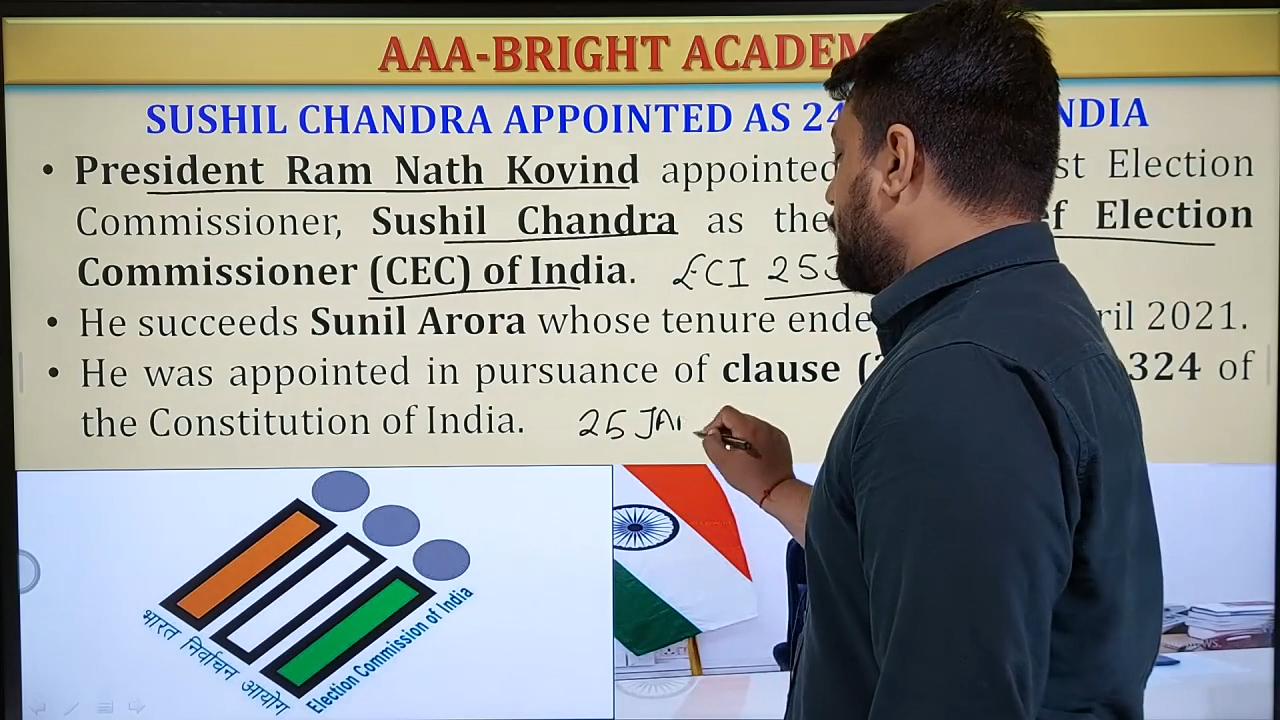 AAA-BRIGHT ACADEM
SUSHIL CHANDRA APPOINTED AS 24 NDIA
• President Ram Nath Kovind appointed st Election
Commissioner, Sushil Chandra as the ef Election
Commissioner (CEC) of India. ECI 25J
• He succeeds Sunil Arora whose tenure ende ril 2021.
• He was appointed in pursuance of clause ( 324 of
the Constitution of India. 25 JAN
भारत निर्वाचन आयोग
Election Commission of India